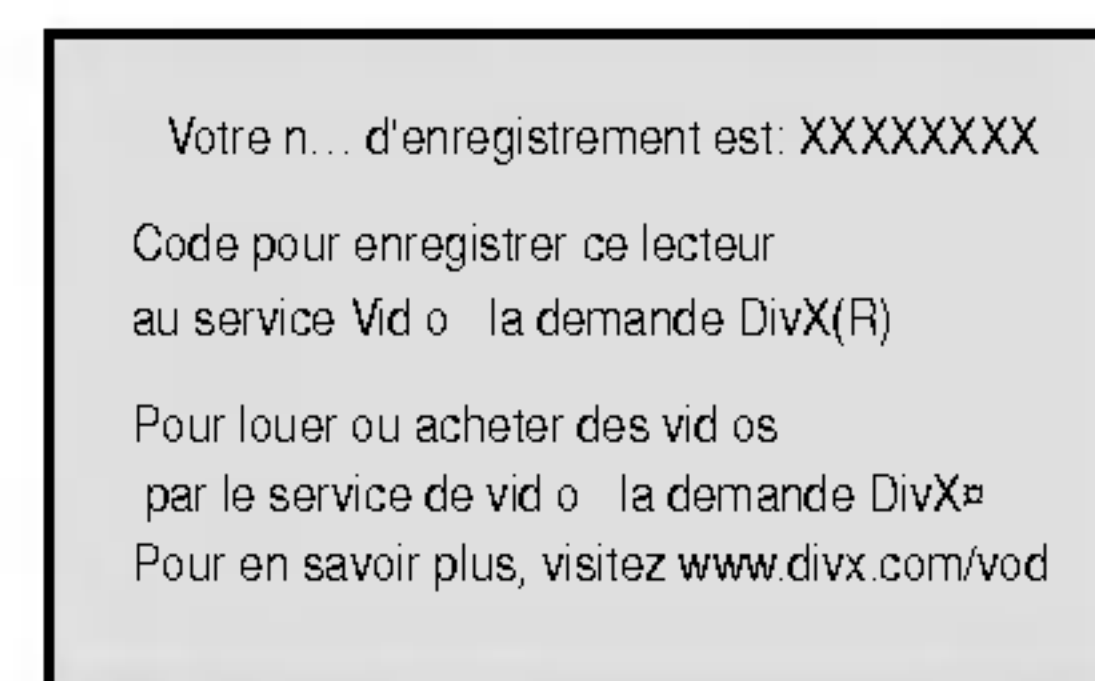 Votre n... d'enregistrement est: XXXXXXXX
Code pour enregistrer ce lecteur
au service Vid o la demande DivX(R)
Pour louer ou acheter des vid os
par le service de vid o la demande DivX¤
Pour en savoir plus, visitez www.divx.com/vod